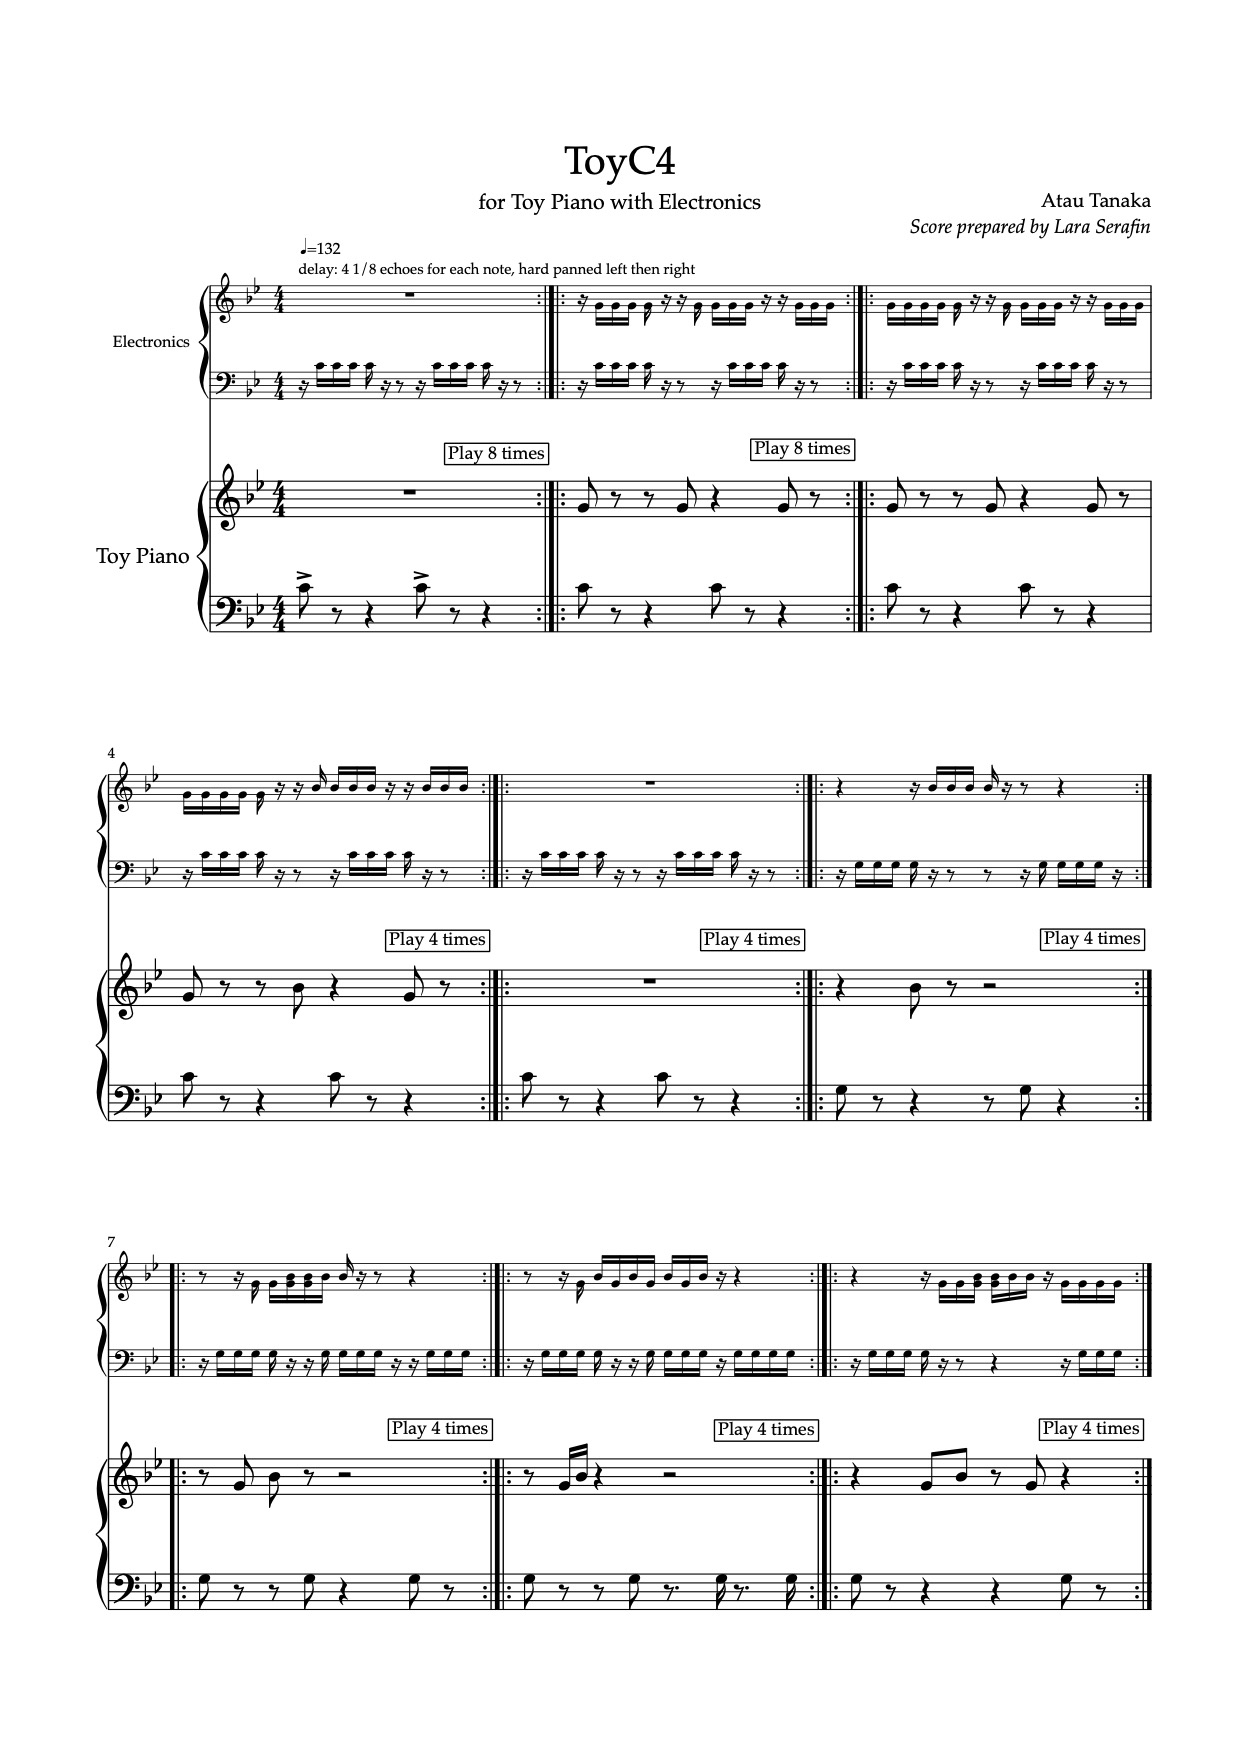 ToyC4
for Toy Piano with Electronics
Atau Tanaka
Score prepared by Lara Serafin
♩=132
delay: 4 1/8 echoes for each note, hard panned left then right
Electronics
Play 8 times
Play 8 times
Toy Piano
4
Play 4 times
Play 4 times
Play 4 times
7
Play 4 times
Play 4 times
Play 4 times